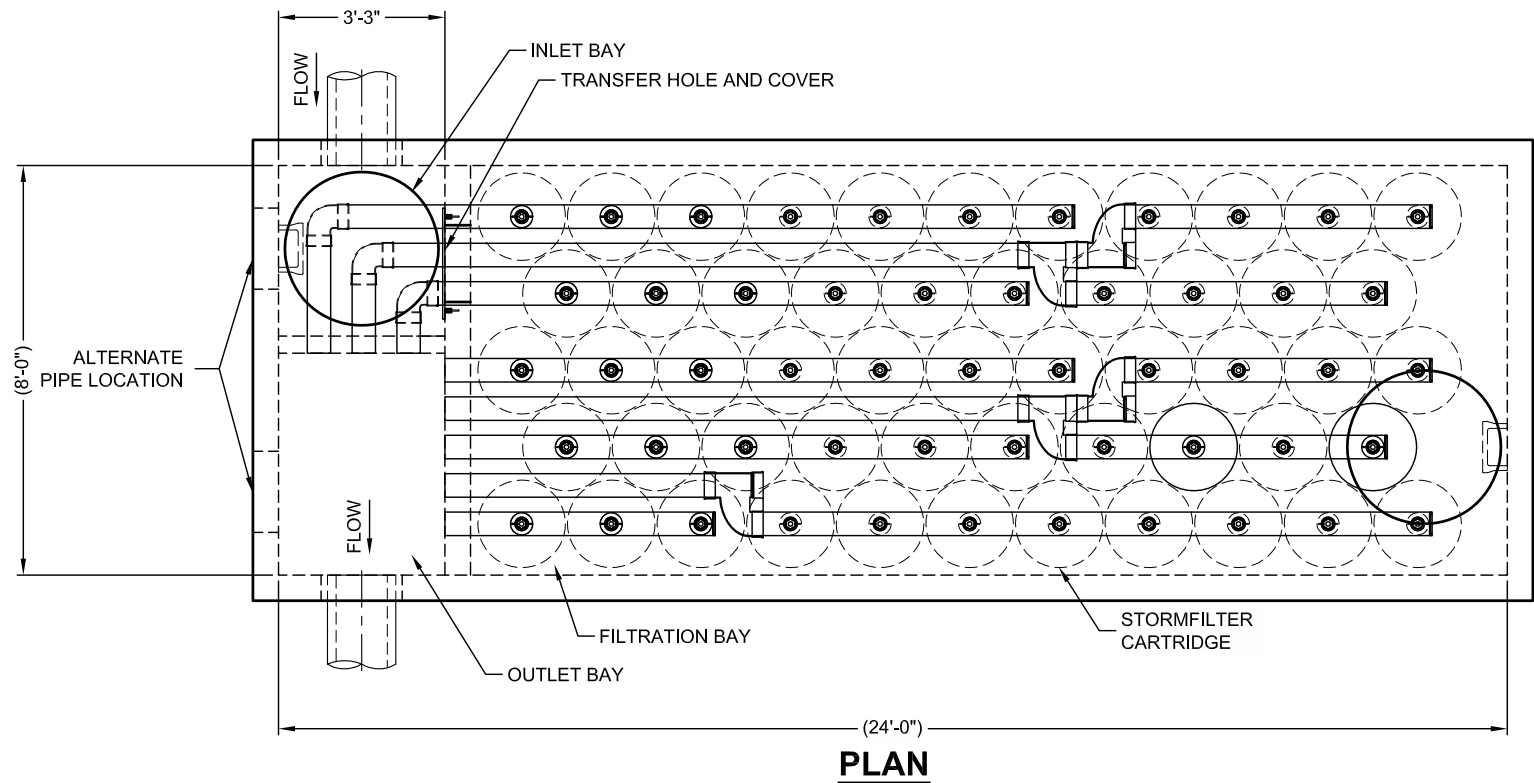 3'-3"
INLET BAY
TRANSFER HOLE AND COVER
FLOW
ALTERNATE
PIPE LOCATION
(8'-0")
FLOW
FILTRATION BAY
OUTLET BAY
STORMFILTER
CARTRIDGE
(24'-0")
PLAN